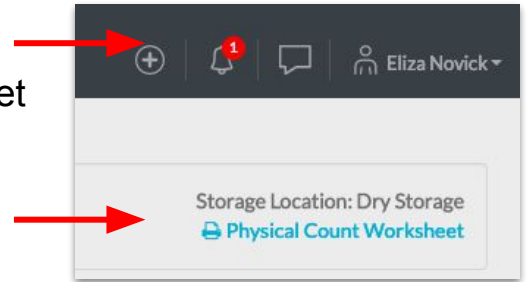 1
Eliza Novick
et
Storage Location: Dry Storage
Physical Count Worksheet